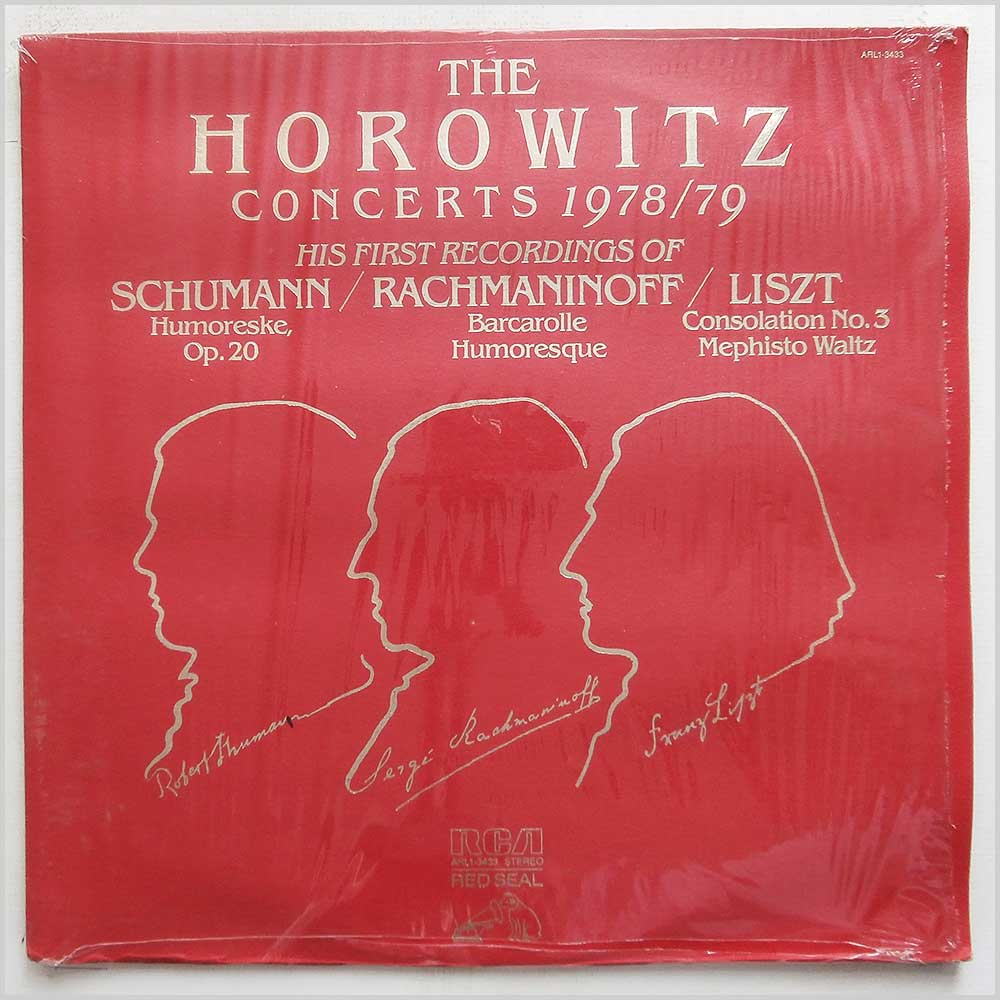 ARL1-3433
THE
HOROWITZ
CONCERTS 1978/79
HIS FIRST RECORDINGS OF
SCHUMANN / RACHMANINOFF / LISZT
Humoreske, Barcarolle Consolation No. 3
Op. 20 Humoresque Mephisto Waltz
Robert Schumann
Sergé Rachmaninoff
Franz Liszt
RCA
ARL1-3433 STEREO
RED SEAL